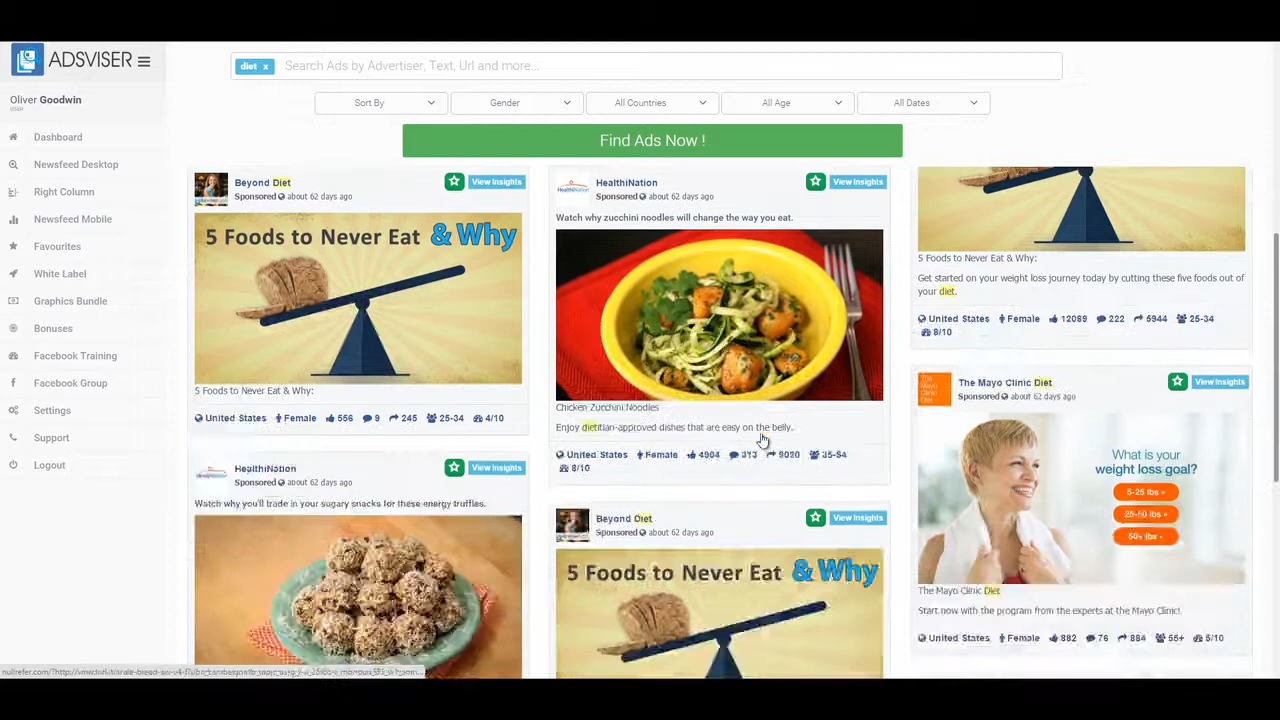 ADSVISER
diet x
Search Ads by Advertiser, Text, Url and more...
Oliver Goodwin
USER
Sort By
Gender
All Countries
All Age
All Dates
Find Ads Now !
Dashboard
Newsfeed Desktop
Right Column
Newsfeed Mobile
Favourites
White Label
Graphics Bundle
Bonuses
Facebook Training
Facebook Group
Settings
Support
Logout
Beyond Diet
View Insights
Sponsored about 62 days ago
5 Foods to Never Eat & Why
5 Foods to Never Eat & Why:
United States Female 556 9 245 25-34 4/10
HealthiNation
View Insights
Sponsored about 62 days ago
Watch why you'll trade in your sugary snacks for these energy truffles.
HealthiNation
View Insights
Sponsored about 62 days ago
Watch why zucchini noodles will change the way you eat.
Chicken Zucchini Noodles
Enjoy dietitian-approved dishes that are easy on the belly.
United States Female 4904 313
8/10
Beyond Diet
View Insights
Sponsored about 62 days ago
5 Foods to Never Eat & Why
5 Foods to Never Eat & Why:
Get started on your weight loss journey today by cutting these five foods out of
your diet.
United States Female 12089 222 5944 25-34
8/10
The Mayo Clinic Diet
View Insights
Sponsored about 62 days ago
The Mayo Clinic Diet
What is your
weight loss goal?
5-25 lbs »
25-50 lbs »
50+ lbs »
The Mayo Clinic Diet
Start now with the program from the experts at the Mayo Clinic!
United States Female 882 76 884 55+ 5/10